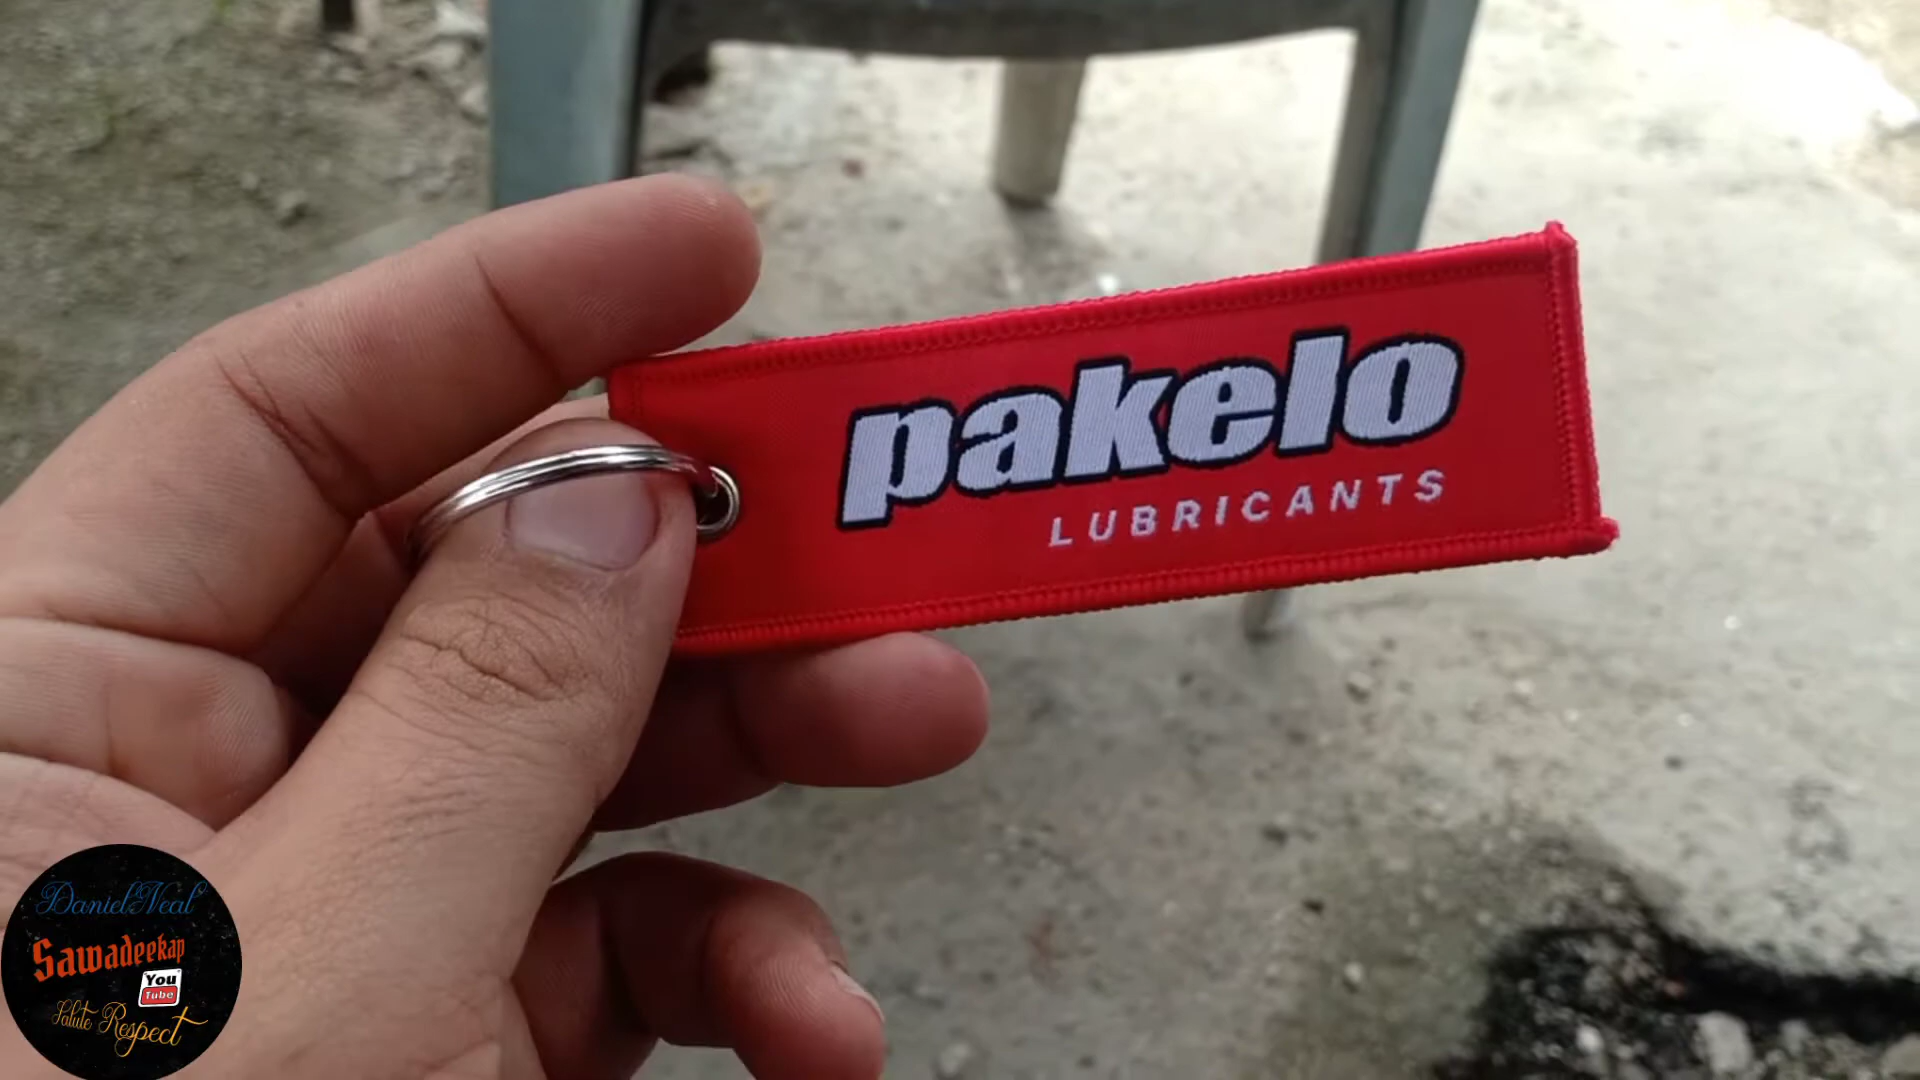 pakelo
LUBRICANTS
DanielNeal
Sawadeekap
You
Tube
Salute Respect